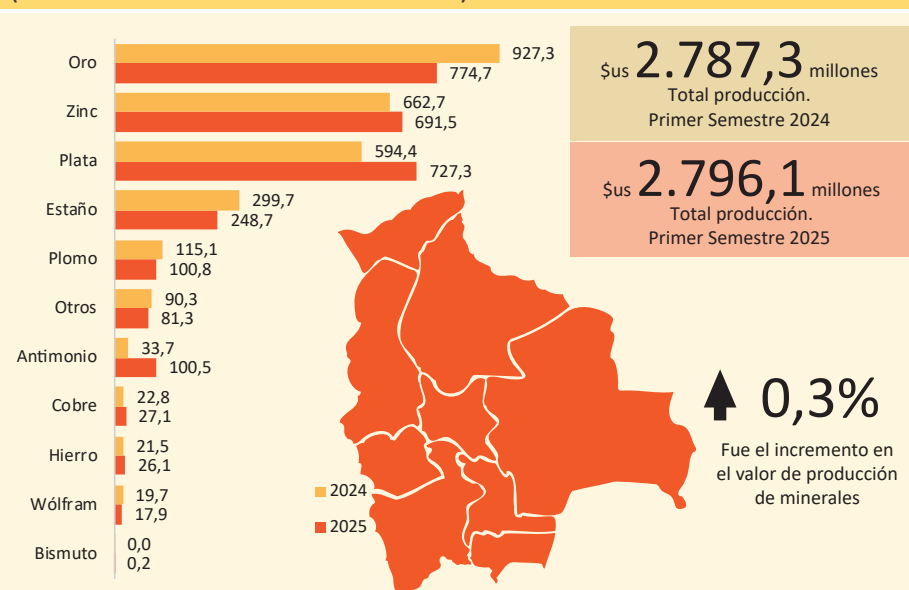 Oro
927,3
774,7
Zinc
662,7
691,5
Plata
594,4
727,3
Estaño
299,7
248,7
Plomo
115,1
100,8
Otros
90,3
81,3
Antimonio
33,7
100,5
Cobre
22,8
27,1
Hierro
21,5
26,1
Wólfram
19,7
17,9
Bismuto
0,0
0,2
2024
2025
$us 2.787,3 millones
Total producción.
Primer Semestre 2024
$us 2.796,1 millones
Total producción.
Primer Semestre 2025
0,3%
Fue el incremento en
el valor de producción
de minerales